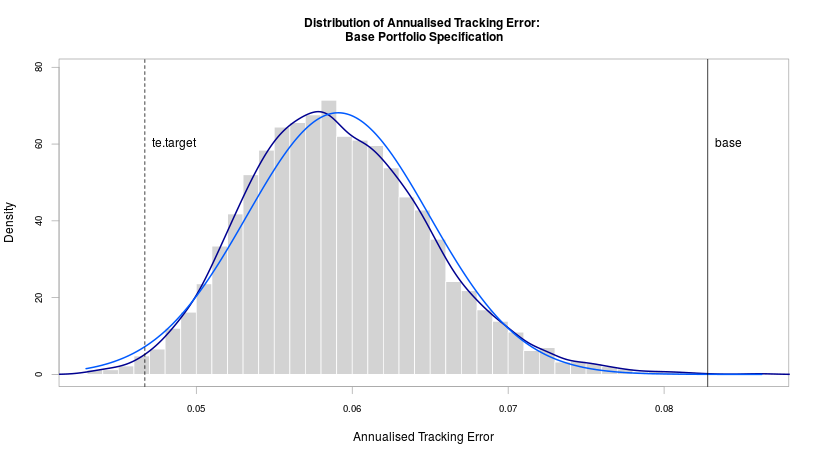 Distribution of Annualised Tracking Error:
Base Portfolio Specification
80
60
40
20
0
Density
te.target
base
0.05
0.06
0.07
0.08
Annualised Tracking Error